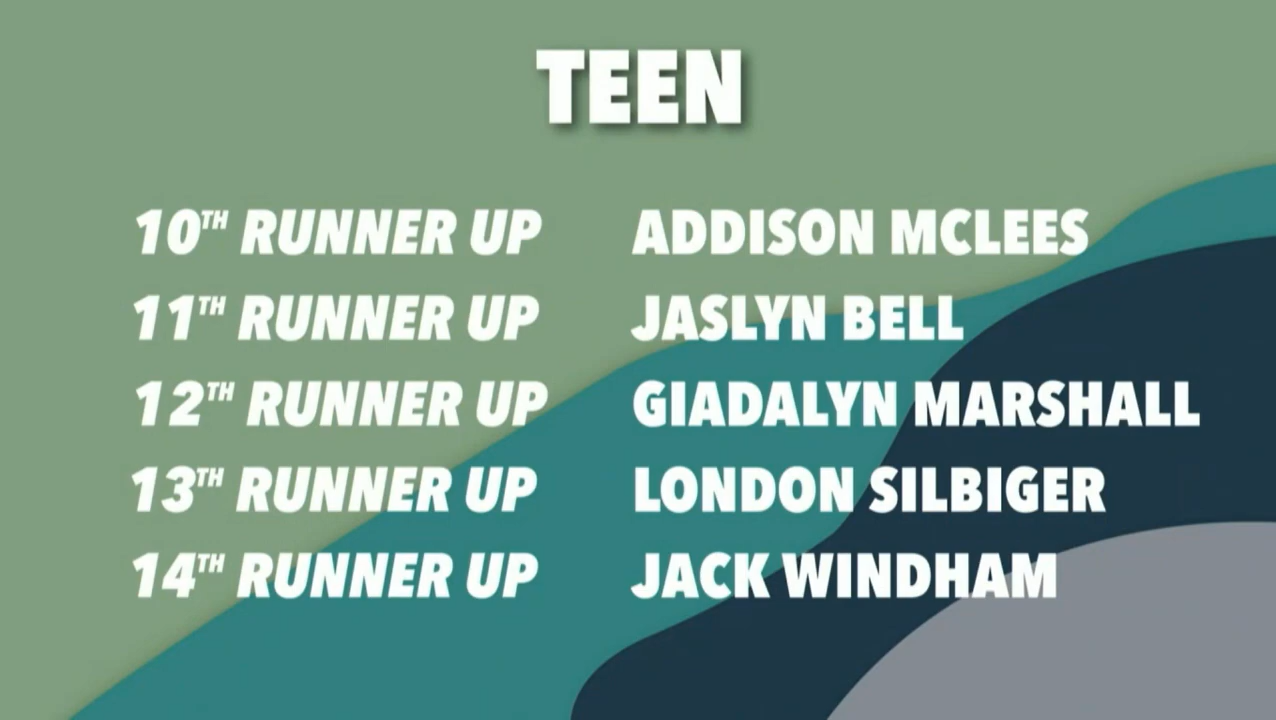 TEEN
10TH RUNNER UP ADDISON MCLEES
11TH RUNNER UP JASLYN BELL
12TH RUNNER UP GIADALYN MARSHALL
13TH RUNNER UP LONDON SILBIGER
14TH RUNNER UP JACK WINDHAM